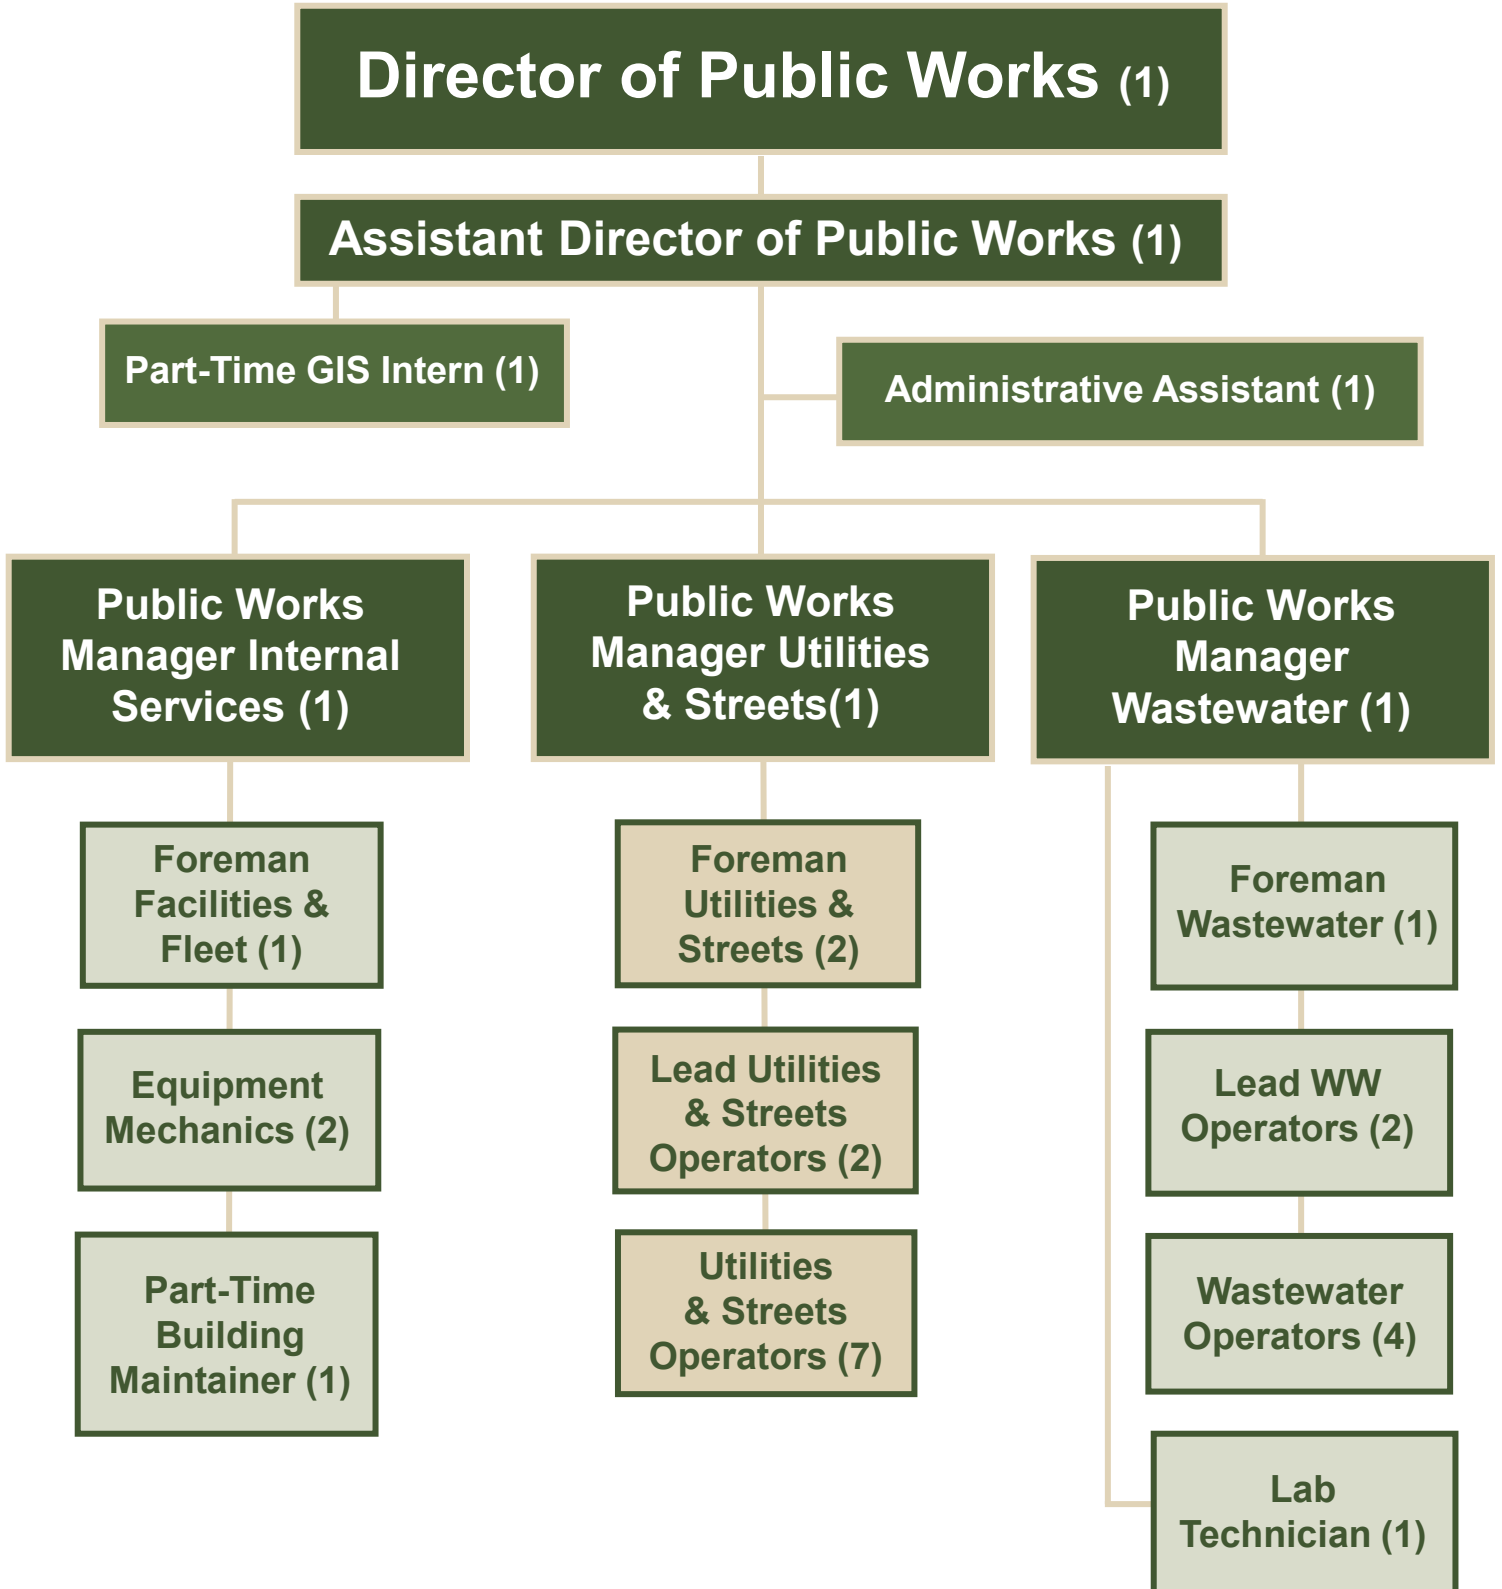 Director of Public Works (1)
Assistant Director of Public Works (1)
Part-Time GIS Intern (1)
Administrative Assistant (1)
Public Works
Manager Internal
Services (1)
Public Works
Manager Utilities
& Streets(1)
Public Works
Manager
Wastewater (1)
Foreman
Facilities &
Fleet (1)
Foreman
Utilities &
Streets (2)
Foreman
Wastewater (1)
Equipment
Mechanics (2)
Lead Utilities
& Streets
Operators (2)
Lead WW
Operators (2)
Part-Time
Building
Maintainer (1)
Utilities
& Streets
Operators (7)
Wastewater
Operators (4)
Lab
Technician (1)